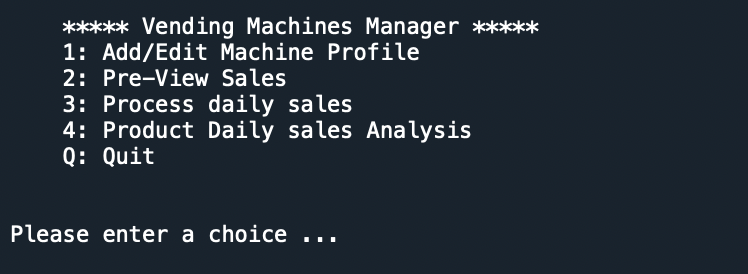 ***** Vending Machines Manager *****
1: Add/Edit Machine Profile
2: Pre-View Sales
3: Process daily sales
4: Product Daily sales Analysis
Q: Quit
Please enter a choice ...